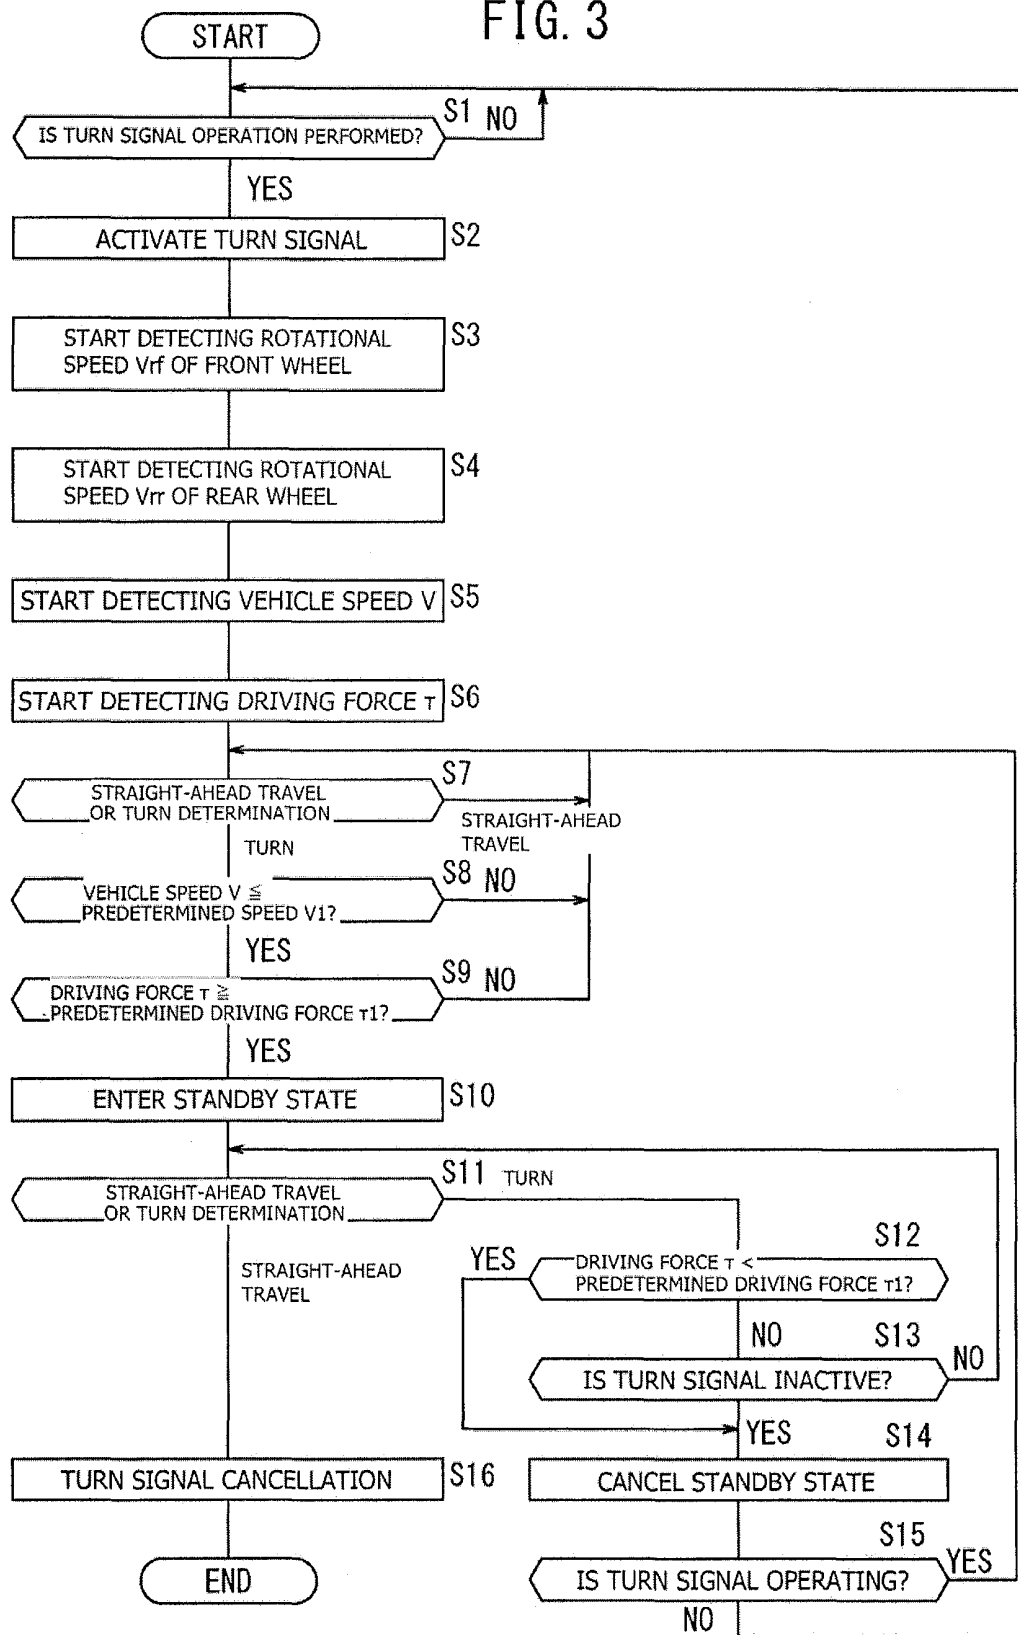 FIG. 3
START
S1 NO
IS TURN SIGNAL OPERATION PERFORMED?
YES
ACTIVATE TURN SIGNAL
S2
START DETECTING ROTATIONAL
SPEED Vrf OF FRONT WHEEL
S3
START DETECTING ROTATIONAL
SPEED Vrr OF REAR WHEEL
S4
START DETECTING VEHICLE SPEED V
S5
START DETECTING DRIVING FORCE τ
S6
S7
STRAIGHT-AHEAD TRAVEL
OR TURN DETERMINATION
STRAIGHT-AHEAD
TRAVEL
TURN
S8 NO
VEHICLE SPEED V ≦
PREDETERMINED SPEED V1?
YES
S9 NO
DRIVING FORCE τ ≧
PREDETERMINED DRIVING FORCE τ1?
YES
ENTER STANDBY STATE
S10
S11 TURN
STRAIGHT-AHEAD TRAVEL
OR TURN DETERMINATION
STRAIGHT-AHEAD
TRAVEL
S12
YES
DRIVING FORCE τ <
PREDETERMINED DRIVING FORCE τ1?
NO
S13
IS TURN SIGNAL INACTIVE?
NO
YES
S14
TURN SIGNAL CANCELLATION
S16
CANCEL STANDBY STATE
S15
END
IS TURN SIGNAL OPERATING?
YES
NO